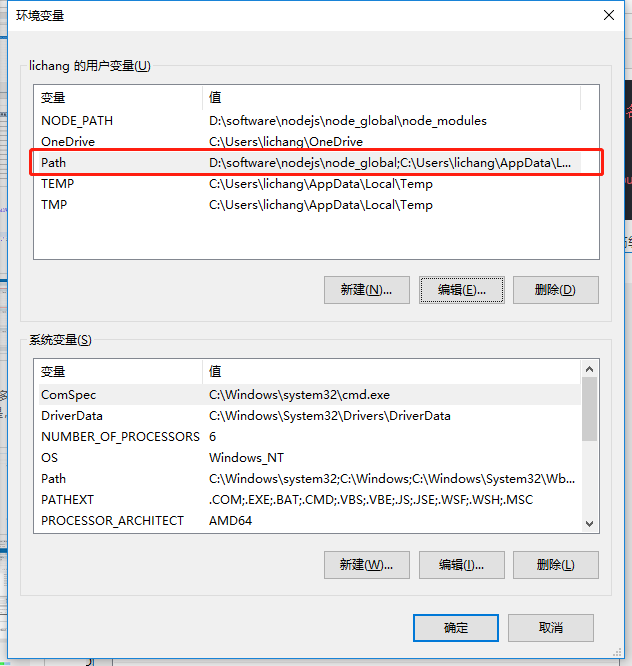 环境变量
lichang 的用户变量(U)
变量 值
NODE_PATH D:\software\nodejs\node_global\node_modules
OneDrive C:\Users\lichang\OneDrive
Path D:\software\nodejs\node_global;C:\Users\lichang\AppData\L...
TEMP C:\Users\lichang\AppData\Local\Temp
TMP C:\Users\lichang\AppData\Local\Temp
新建(N)... 编辑(E)... 删除(D)
系统变量(S)
变量 值
ComSpec C:\Windows\system32\cmd.exe
DriverData C:\Windows\System32\Drivers\DriverData
NUMBER_OF_PROCESSORS 6
OS Windows_NT
Path C:\Windows\system32;C:\Windows;C:\Windows\System32\Wb...
PATHEXT .COM;.EXE;.BAT;.CMD;.VBS;.VBE;.JS;.JSE;.WSF;.WSH;.MSC
PROCESSOR_ARCHITECT AMD64
新建(W)... 编辑(I)... 删除(L)
确定 取消